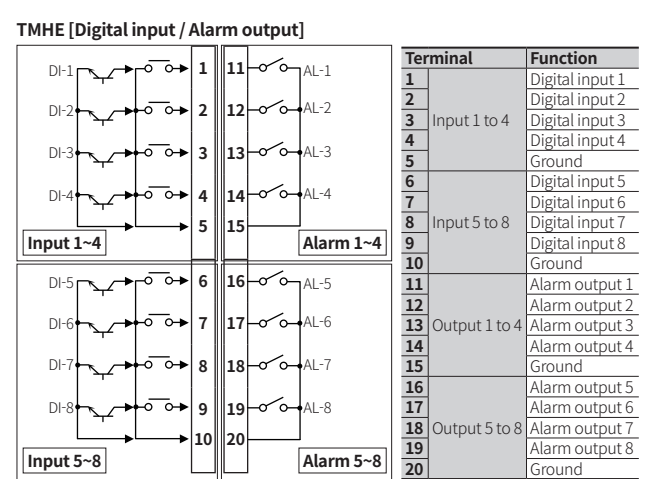 TMHE [Digital input / Alarm output]
DI-1 1 11 AL-1
DI-2 2 12 AL-2
DI-3 3 13 AL-3
DI-4 4 14 AL-4
5 15
Input 1~4 Alarm 1~4
DI-5 6 16 AL-5
DI-6 7 17 AL-6
DI-7 8 18 AL-7
DI-8 9 19 AL-8
10 20
Input 5~8 Alarm 5~8
Terminal Function
1 Digital input 1
2 Digital input 2
3 Input 1 to 4 Digital input 3
4 Digital input 4
5 Ground
6 Digital input 5
7 Digital input 6
8 Input 5 to 8 Digital input 7
9 Digital input 8
10 Ground
11 Alarm output 1
12 Alarm output 2
13 Output 1 to 4 Alarm output 3
14 Alarm output 4
15 Ground
16 Alarm output 5
17 Alarm output 6
18 Output 5 to 8 Alarm output 7
19 Alarm output 8
20 Ground